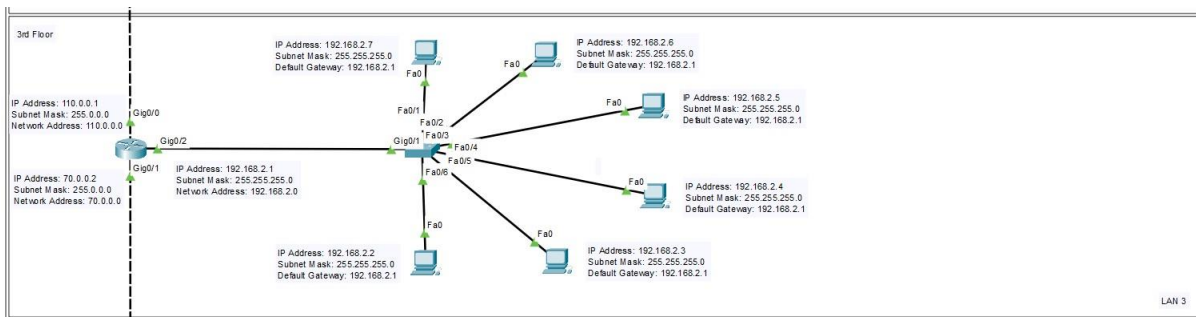 3rd Floor
IP Address: 192.168.2.7
Subnet Mask: 255.255.255.0
Default Gateway: 192.168.2.1
Fa0
IP Address: 192.168.2.6
Subnet Mask: 255.255.255.0
Default Gateway: 192.168.2.1
Fa0
IP Address: 192.168.2.5
Subnet Mask: 255.255.255.0
Default Gateway: 192.168.2.1
Fa0
IP Address: 110.0.0.1
Subnet Mask: 255.0.0.0
Network Address: 110.0.0.0
Gig0/0
Gig0/2
Gig0/1
Fa0/1
Fa0/2
Fa0/3
Fa0/4
Fa0/5
Fa0/6
Gig0/1
IP Address: 70.0.0.2
Subnet Mask: 255.0.0.0
Network Address: 70.0.0.0
IP Address: 192.168.2.1
Subnet Mask: 255.255.255.0
Network Address: 192.168.2.0
Fa0
IP Address: 192.168.2.4
Subnet Mask: 255.255.255.0
Default Gateway: 192.168.2.1
Fa0
IP Address: 192.168.2.2
Subnet Mask: 255.255.255.0
Default Gateway: 192.168.2.1
Fa0
IP Address: 192.168.2.3
Subnet Mask: 255.255.255.0
Default Gateway: 192.168.2.1
LAN 3